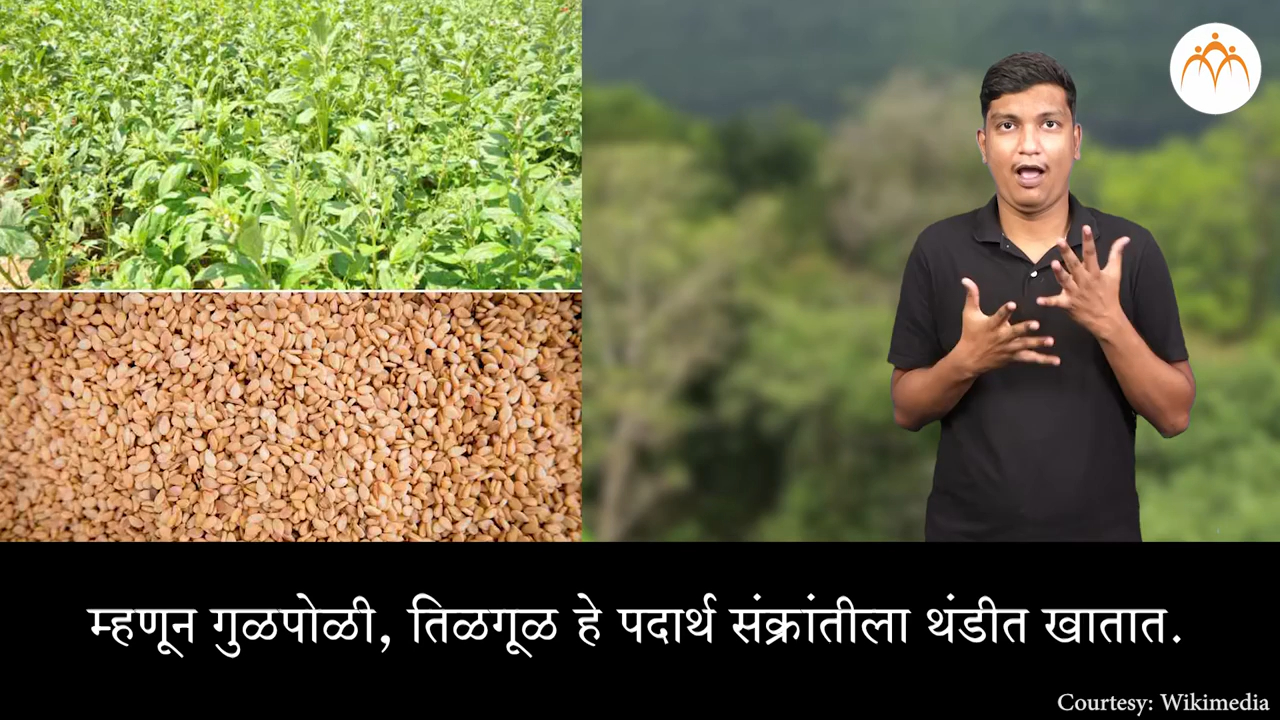 म्हणून गुळपोळी, तिळगूळ हे पदार्थ संक्रांतीला थंडीत खातात.
Courtesy: Wikimedia